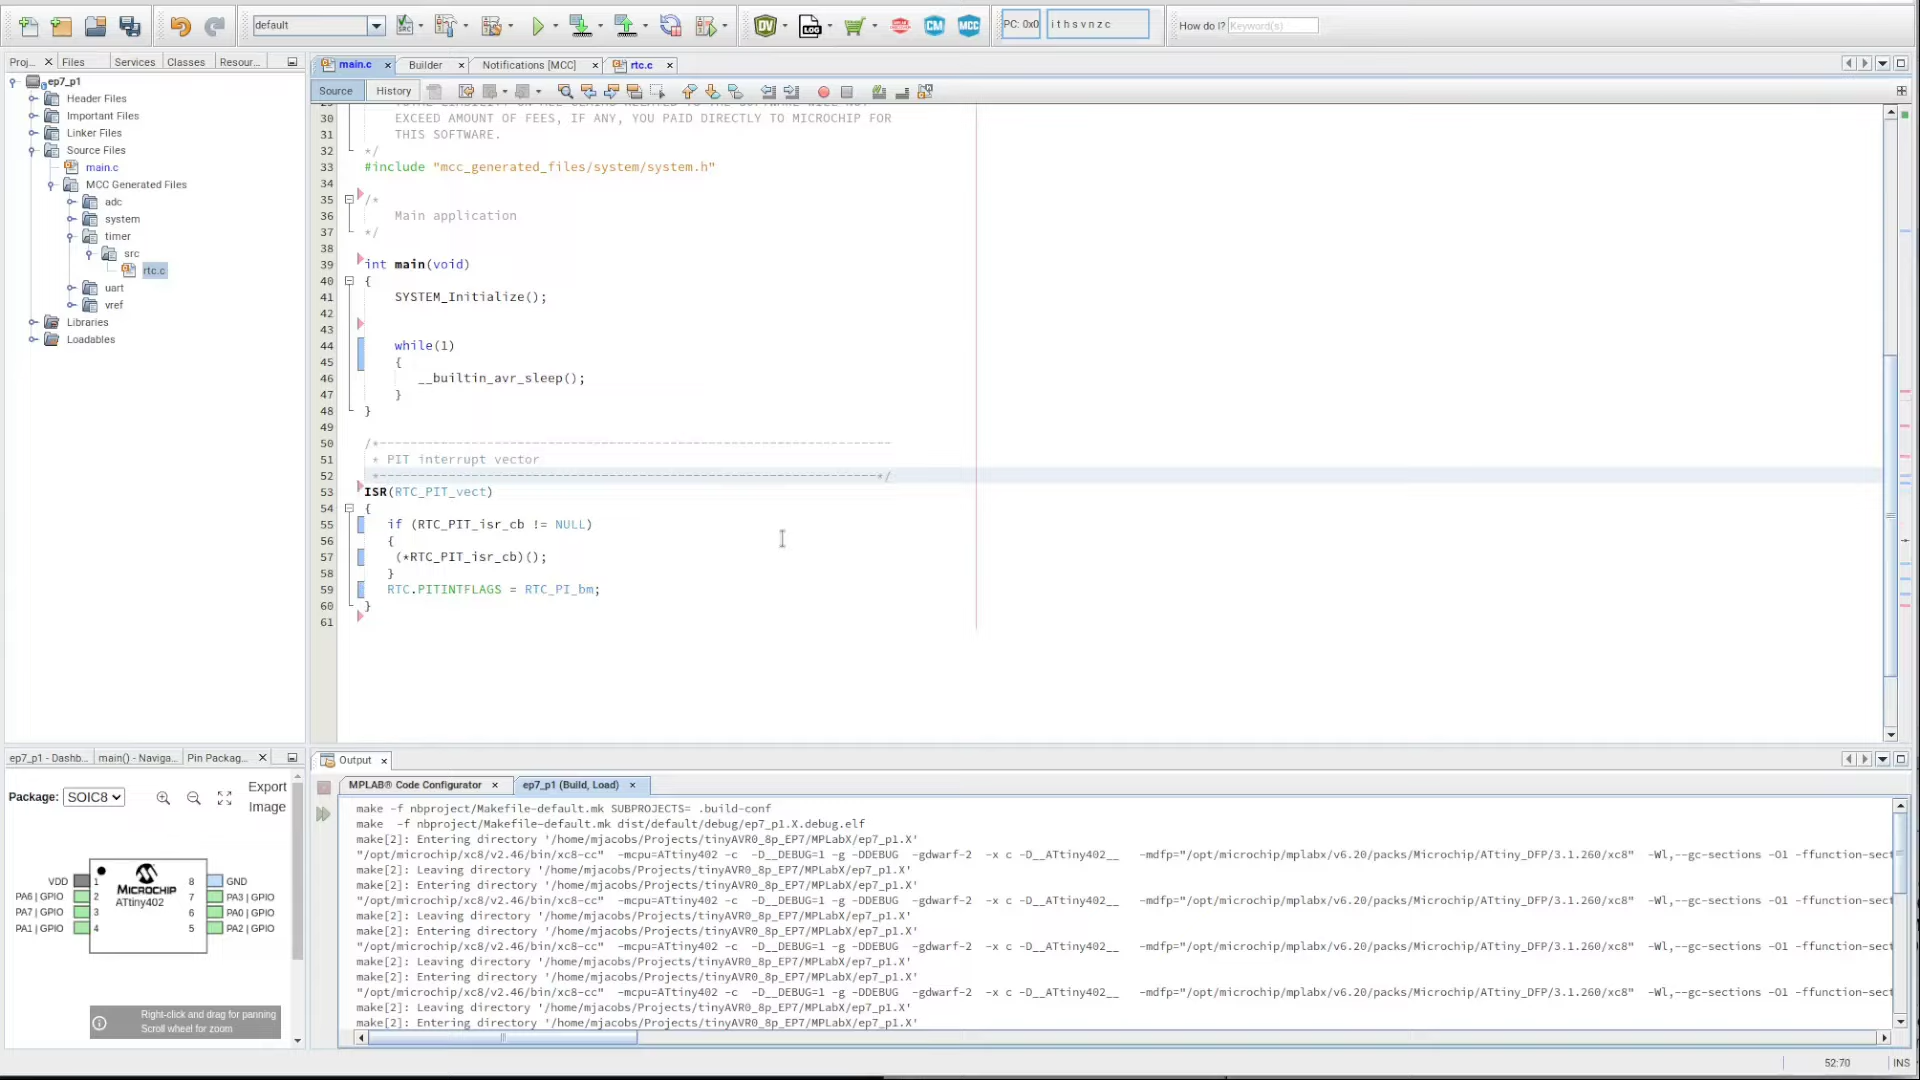 default
PC: 0x0
i t h s v n z c
How do I?
Keyword(s)
Proj...
Files
Services
Classes
Resour...
main.c
Builder
Notifications [MCC]
rtc.c
Source
History
ep7_p1
Header Files
Important Files
Linker Files
Source Files
main.c
MCC Generated Files
adc
system
timer
src
rtc.c
uart
vref
Libraries
Loadables
30 EXCEED AMOUNT OF FEES, IF ANY, YOU PAID DIRECTLY TO MICROCHIP FOR
31 THIS SOFTWARE.
32 */
33 #include "mcc_generated_files/system/system.h"
34
35 /*
36 Main application
37 */
38
39 int main(void)
40 {
41 SYSTEM_Initialize();
42
43
44 while(1)
45 {
46 __builtin_avr_sleep();
47 }
48 }
49
50 /*------------------------------------------------------------------
51 * PIT interrupt vector
52 *------------------------------------------------------------------*/
53 ISR(RTC_PIT_vect)
54 {
55 if (RTC_PIT_isr_cb != NULL)
56 {
57 (*RTC_PIT_isr_cb)();
58 }
59 RTC.PITINTFLAGS = RTC_PI_bm;
60 }
61
ep7_p1 - Dashb...
main() - Naviga...
Pin Packag...
Package:
SOIC8
Export
Image
VDD 1 8 GND
PA6 | GPIO 2 7 PA3 | GPIO
PA7 | GPIO 3 6 PA0 | GPIO
PA1 | GPIO 4 5 PA2 | GPIO
MICROCHIP
ATtiny402
Right-click and drag for panning
Scroll wheel for zoom
Output
MPLAB® Code Configurator
ep7_p1 (Build, Load)
make -f nbproject/Makefile-default.mk SUBPROJECTS= .build-conf
make -f nbproject/Makefile-default.mk dist/default/debug/ep7_p1.X.debug.elf
make[2]: Entering directory '/home/mjacobs/Projects/tinyAVR0_8p_EP7/MPLabX/ep7_p1.X'
"/opt/microchip/xc8/v2.46/bin/xc8-cc" -mcpu=ATtiny402 -c -D__DEBUG=1 -g -DDEBUG -gdwarf-2 -x c -D__ATtiny402__ -mdfp="/opt/microchip/mplabx/v6.20/packs/Microchip/ATtiny_DFP/3.1.260/xc8" -Wl,--gc-sections -O1 -ffunction-sect
make[2]: Leaving directory '/home/mjacobs/Projects/tinyAVR0_8p_EP7/MPLabX/ep7_p1.X'
make[2]: Entering directory '/home/mjacobs/Projects/tinyAVR0_8p_EP7/MPLabX/ep7_p1.X'
"/opt/microchip/xc8/v2.46/bin/xc8-cc" -mcpu=ATtiny402 -c -D__DEBUG=1 -g -DDEBUG -gdwarf-2 -x c -D__ATtiny402__ -mdfp="/opt/microchip/mplabx/v6.20/packs/Microchip/ATtiny_DFP/3.1.260/xc8" -Wl,--gc-sections -O1 -ffunction-sect
make[2]: Leaving directory '/home/mjacobs/Projects/tinyAVR0_8p_EP7/MPLabX/ep7_p1.X'
make[2]: Entering directory '/home/mjacobs/Projects/tinyAVR0_8p_EP7/MPLabX/ep7_p1.X'
"/opt/microchip/xc8/v2.46/bin/xc8-cc" -mcpu=ATtiny402 -c -D__DEBUG=1 -g -DDEBUG -gdwarf-2 -x c -D__ATtiny402__ -mdfp="/opt/microchip/mplabx/v6.20/packs/Microchip/ATtiny_DFP/3.1.260/xc8" -Wl,--gc-sections -O1 -ffunction-sect
make[2]: Leaving directory '/home/mjacobs/Projects/tinyAVR0_8p_EP7/MPLabX/ep7_p1.X'
make[2]: Entering directory '/home/mjacobs/Projects/tinyAVR0_8p_EP7/MPLabX/ep7_p1.X'
"/opt/microchip/xc8/v2.46/bin/xc8-cc" -mcpu=ATtiny402 -c -D__DEBUG=1 -g -DDEBUG -gdwarf-2 -x c -D__ATtiny402__ -mdfp="/opt/microchip/mplabx/v6.20/packs/Microchip/ATtiny_DFP/3.1.260/xc8" -Wl,--gc-sections -O1 -ffunction-sect
make[2]: Leaving directory '/home/mjacobs/Projects/tinyAVR0_8p_EP7/MPLabX/ep7_p1.X'
make[2]: Entering directory '/home/mjacobs/Projects/tinyAVR0_8p_EP7/MPLabX/ep7_p1.X'
52:70
INS